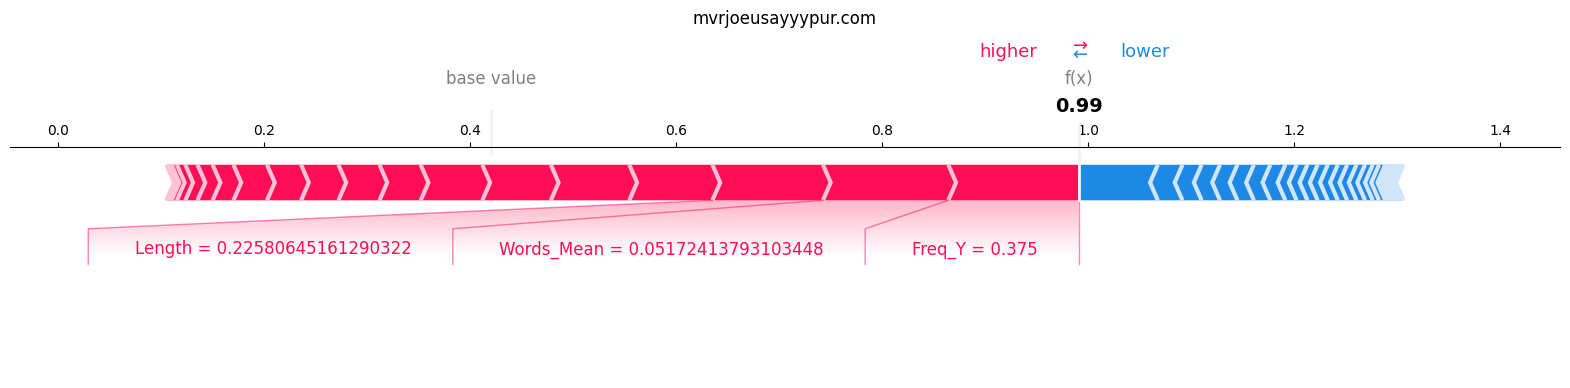 mvrjoeusayyypur.com
higher ⇄ lower
base value f(x)
0.99
0.0 0.2 0.4 0.6 0.8 1.0 1.2 1.4
Length = 0.22580645161290322 Words_Mean = 0.05172413793103448 Freq_Y = 0.375